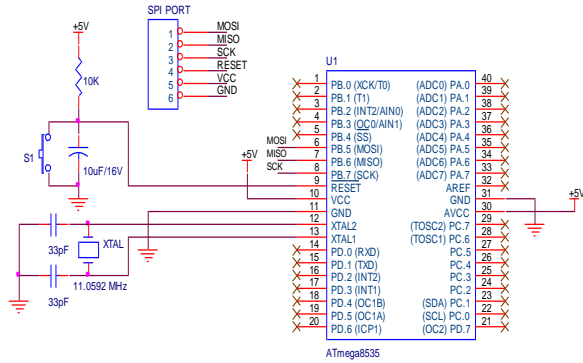 SPI PORT
+5V
1 MOSI
2 MISO
3 SCK
4 RESET
5 VCC
6 GND
10K
S1
10uF/16V
+5V
MOSI
MISO
SCK
33pF
XTAL
11.0592 MHz
33pF
U1
1 PB.0 (XCK/T0) (ADC0) PA.0 40
2 PB.1 (T1) (ADC1) PA.1 39
3 PB.2 (INT2/AIN0) (ADC2) PA.2 38
4 PB.3 (OC0/AIN1) (ADC3) PA.3 37
5 PB.4 (SS) (ADC4) PA.4 36
6 PB.5 (MOSI) (ADC5) PA.5 35
7 PB.6 (MISO) (ADC6) PA.6 34
8 PB.7 (SCK) (ADC7) PA.7 33
9 RESET AREF 32
10 VCC GND 31
11 GND AVCC 30
12 XTAL2 (TOSC2) PC.7 29
13 XTAL1 (TOSC1) PC.6 28
14 PD.0 (RXD) PC.5 27
15 PD.1 (TXD) PC.4 26
16 PD.2 (INT2) PC.3 25
17 PD.3 (INT1) PC.2 24
18 PD.4 (OC1B) (SDA) PC.1 23
19 PD.5 (OC1A) (SCL) PC.0 22
20 PD.6 (ICP1) (OC2) PD.7 21
+5V
ATmega8535